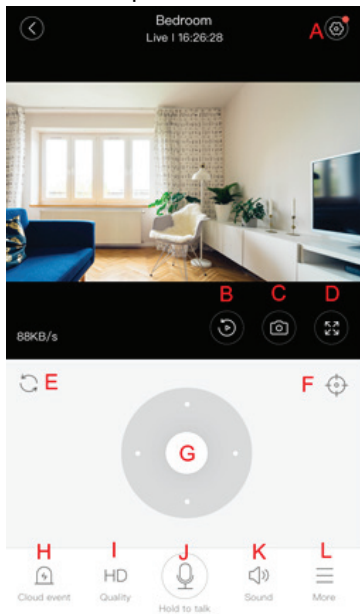 Bedroom
Live | 16:26:28
A
B
C
D
88KB/s
E
F
G
H
I
J
K
L
HD
Cloud event
Quality
Hold to talk
Sound
More